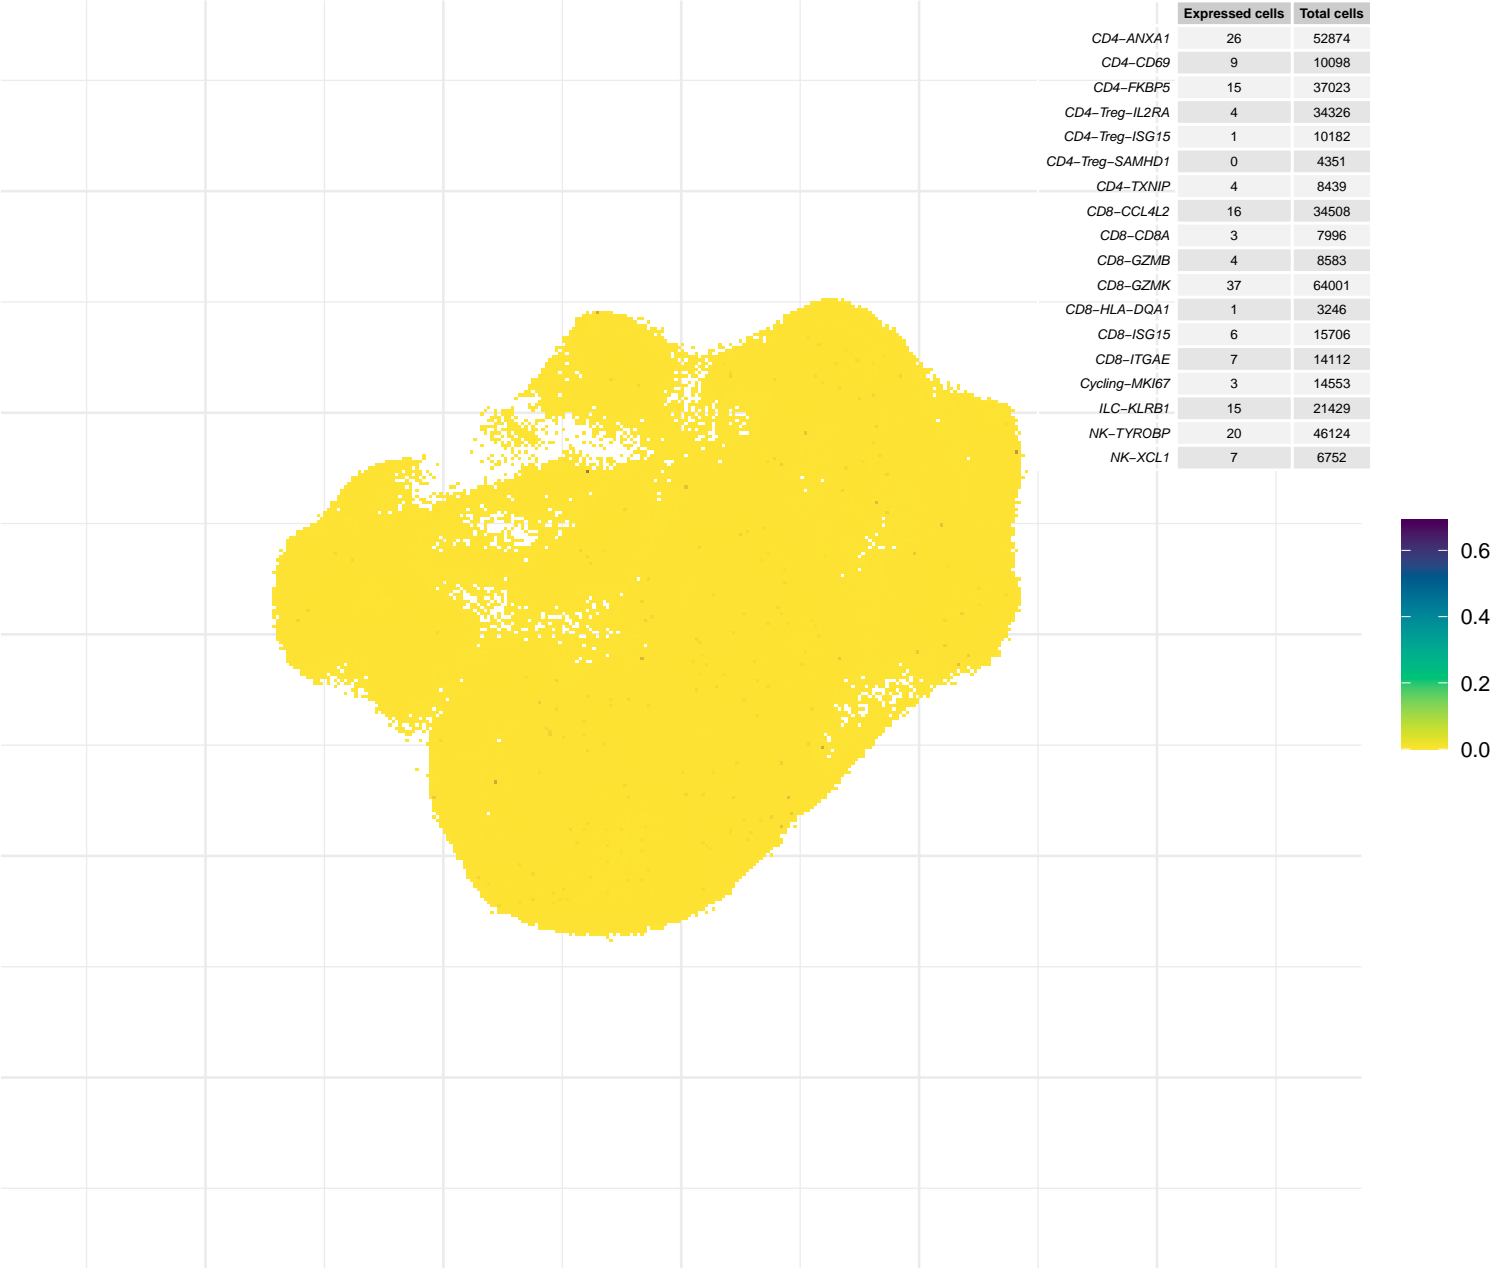 Expressed cells Total cells
CD4−ANXA1 26 52874
CD4−CD69 9 10098
CD4−FKBP5 15 37023
CD4−Treg−IL2RA 4 34326
CD4−Treg−ISG15 1 10182
CD4−Treg−SAMHD1 0 4351
CD4−TXNIP 4 8439
CD8−CCL4L2 16 34508
CD8−CD8A 3 7996
CD8−GZMB 4 8583
CD8−GZMK 37 64001
CD8−HLA−DQA1 1 3246
CD8−ISG15 6 15706
CD8−ITGAE 7 14112
Cycling−MKI67 3 14553
ILC−KLRB1 15 21429
NK−TYROBP 20 46124
NK−XCL1 7 6752
0.6
0.4
0.2
0.0